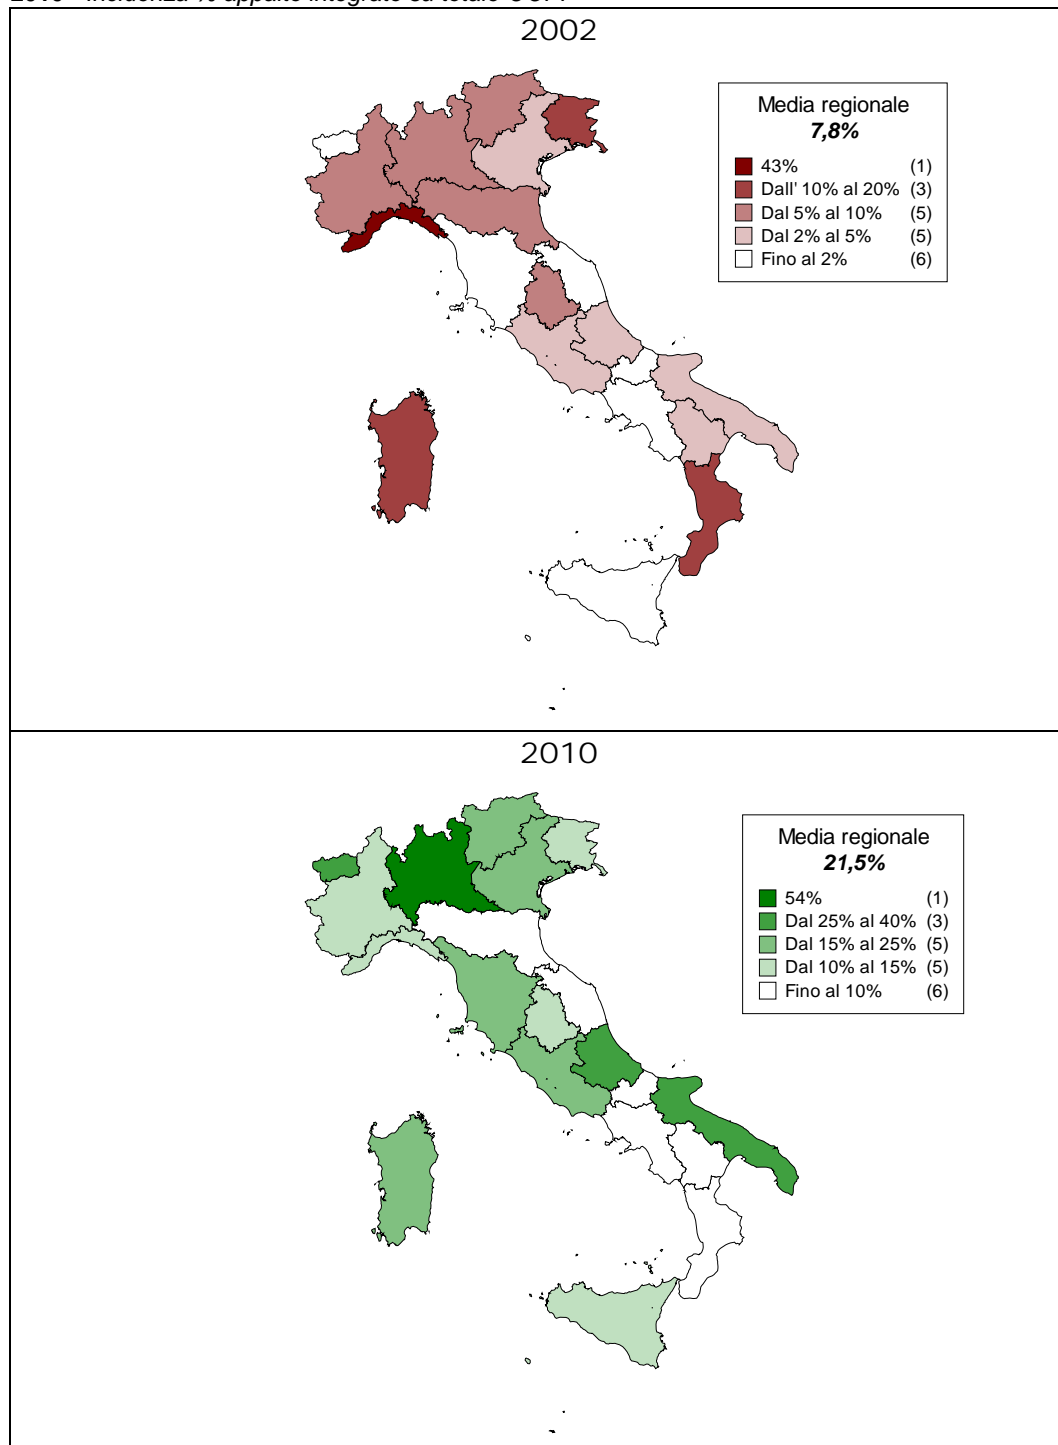 2002
Media regionale
7,8%
43% (1)
Dall' 10% al 20% (3)
Dal 5% al 10% (5)
Dal 2% al 5% (5)
Fino al 2% (6)
2010
Media regionale
21,5%
54% (1)
Dal 25% al 40% (3)
Dal 15% al 25% (5)
Dal 10% al 15% (5)
Fino al 10% (6)